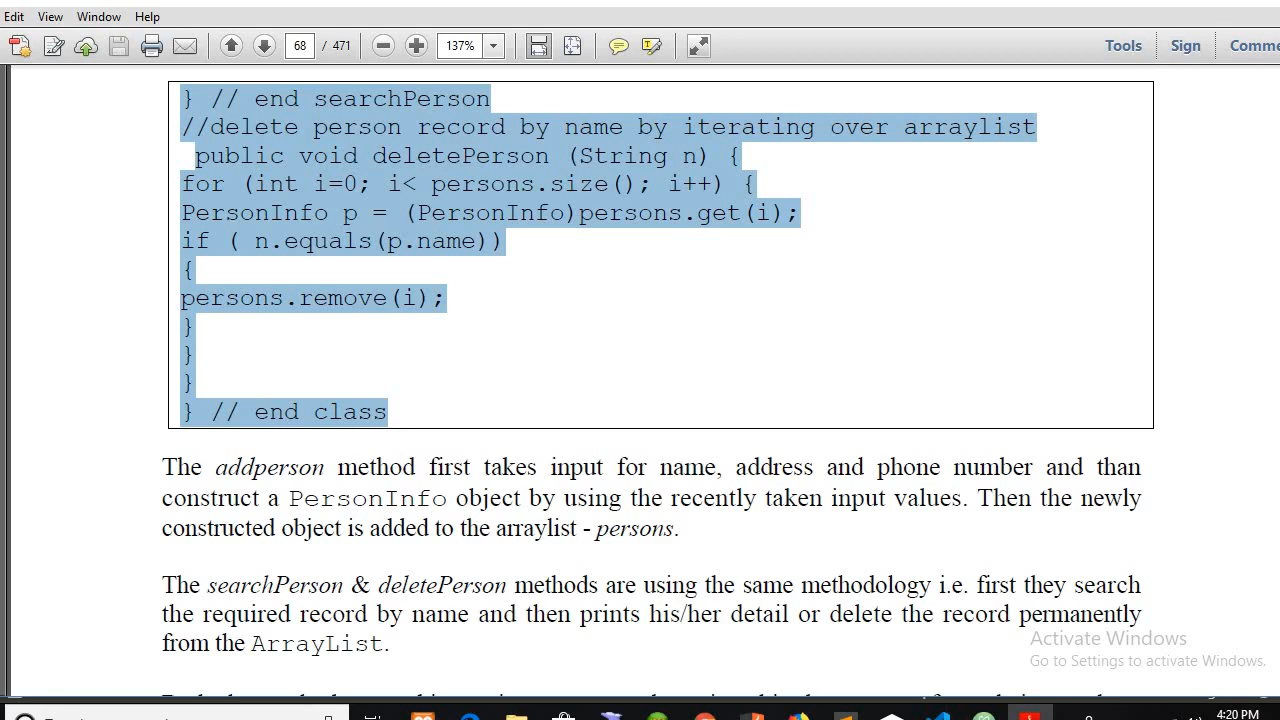 Edit View Window Help
68 / 471 137% Tools Sign Comme
} // end searchPerson
//delete person record by name by iterating over arraylist
public void deletePerson (String n) {
for (int i=0; i< persons.size(); i++) {
PersonInfo p = (PersonInfo)persons.get(i);
if ( n.equals(p.name))
{
persons.remove(i);
}
}
}
} // end class
The addperson method first takes input for name, address and phone number and than
construct a PersonInfo object by using the recently taken input values. Then the newly
constructed object is added to the arraylist - persons.
The searchPerson & deletePerson methods are using the same methodology i.e. first they search
the required record by name and then prints his/her detail or delete the record permanently
from the ArrayList.
Activate Windows
Go to Settings to activate Windows.
4:20 PM